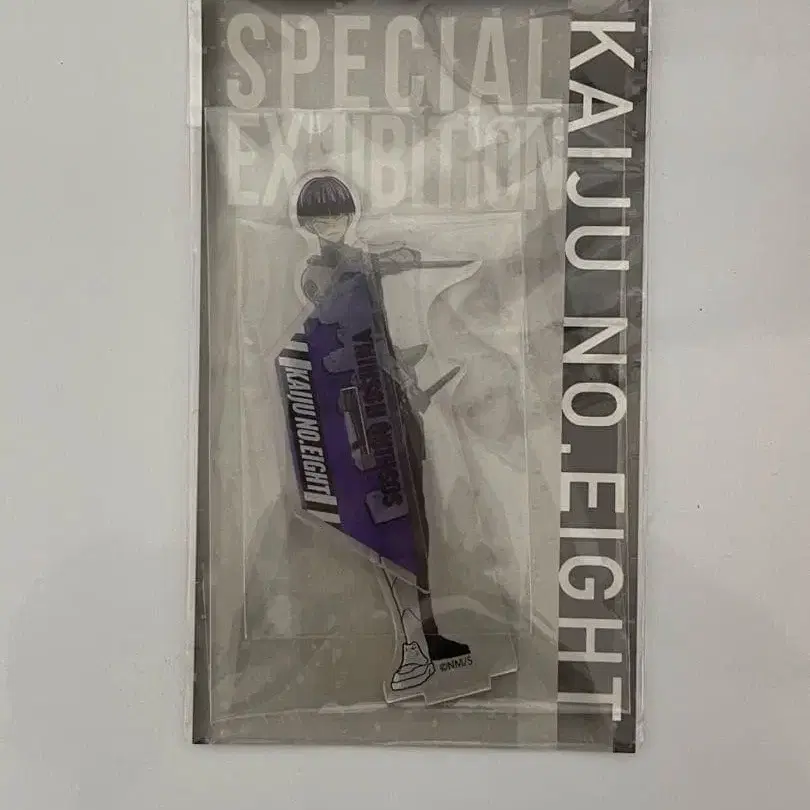 SPECIAL
EXHIBITION
KAIJU NO.EIGHT
KAIJU NO.EIGHT
©NM/S